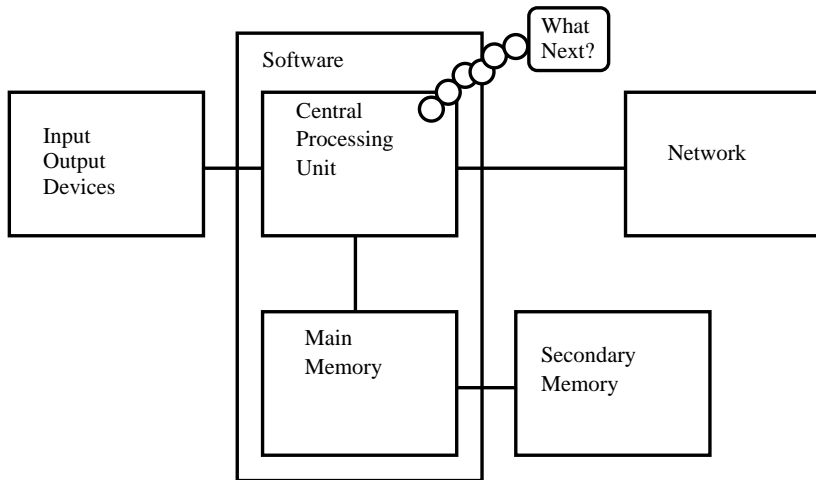 What
Next?
Software
Input
Output
Devices
Central
Processing
Unit
Network
Main
Memory
Secondary
Memory